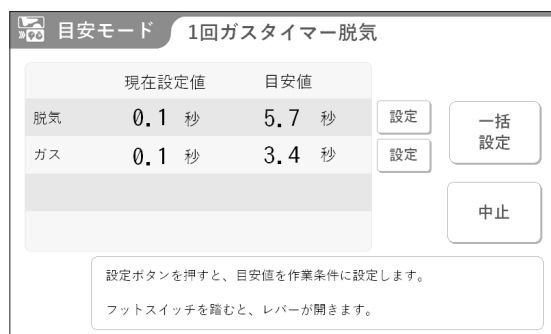 目安モード 1回ガスタイマー脱気
現在設定値 目安値
脱気 0.1 秒 5.7 秒 設定
ガス 0.1 秒 3.4 秒 設定
一括
設定
中止
設定ボタンを押すと、目安値を作業条件に設定します。
フットスイッチを踏むと、レバーが開きます。